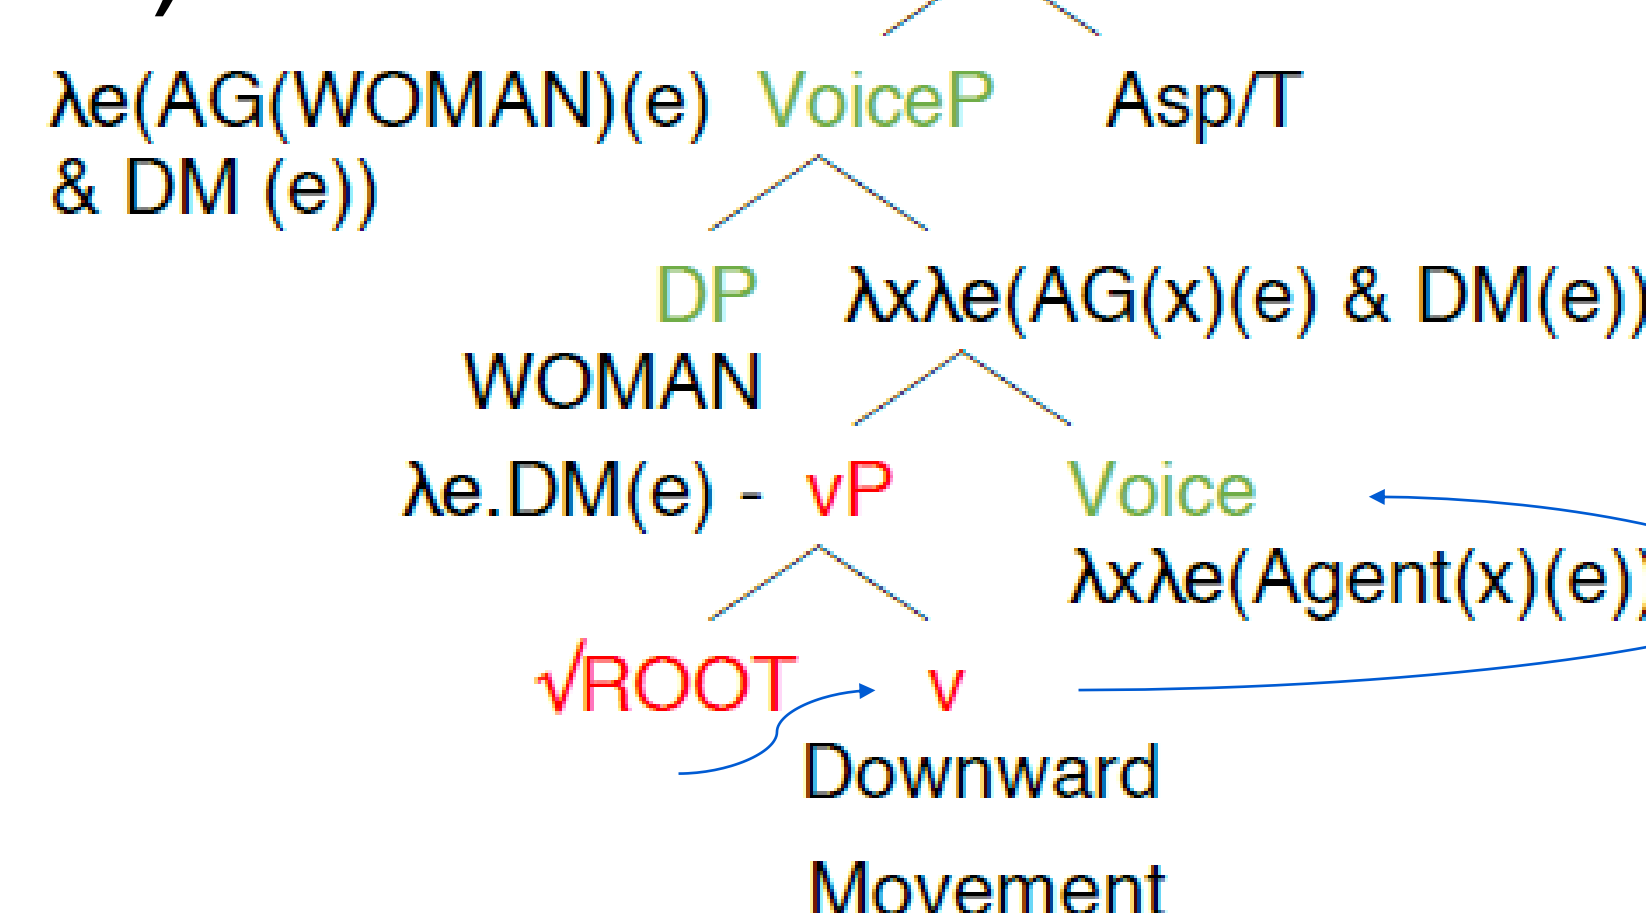 λe(AG(WOMAN)(e) VoiceP Asp/T
& DM (e))
DP λxλe(AG(x)(e) & DM(e))
WOMAN
λe.DM(e) - vP Voice
λxλe(Agent(x)(e))
√ROOT v
Downward
Movement